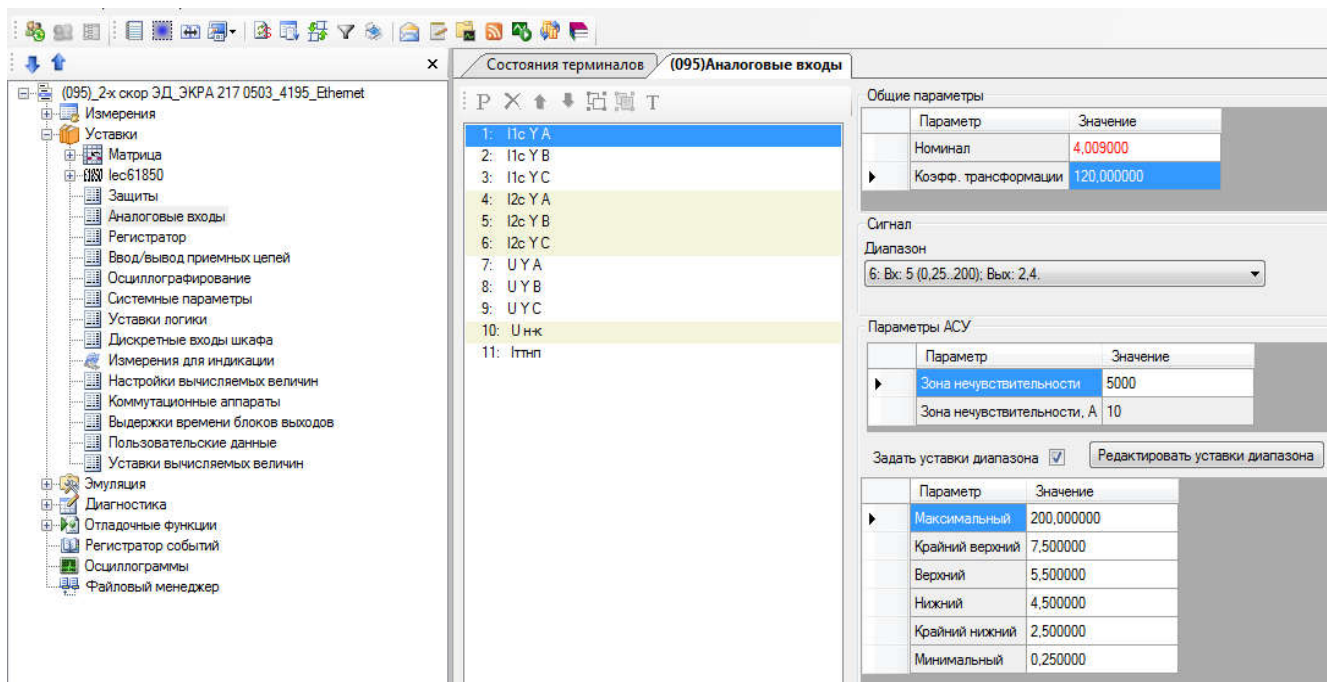 (095)_2-х скор ЭД_ЭКРА 217 0503_4195_Ethernet
Измерения
Уставки
Матрица
Iec61850
Защиты
Аналоговые входы
Регистратор
Ввод/вывод приемных цепей
Осциллографирование
Системные параметры
Уставки логики
Дискретные входы шкафа
Измерения для индикации
Настройки вычисляемых величин
Коммутационные аппараты
Выдержки времени блоков выходов
Пользовательские данные
Уставки вычисляемых величин
Эмуляция
Диагностика
Отладочные функции
Регистратор событий
Осциллограммы
Файловый менеджер
Состояния терминалов
(095)Аналоговые входы
P T
1: I1c Y A
2: I1c Y B
3: I1c Y C
4: I2c Y A
5: I2c Y B
6: I2c Y C
7: U Y A
8: U Y B
9: U Y C
10: U н-к
11: Iттнп
Общие параметры
Параметр Значение
Номинал 4,009000
Коэфф. трансформации 120,000000
Сигнал
Диапазон
6: Вх: 5 (0,25..200); Вых: 2,4.
Параметры АСУ
Параметр Значение
Зона нечувствительности 5000
Зона нечувствительности, А 10
Задать уставки диапазона
Редактировать уставки диапазона
Параметр Значение
Максимальный 200,000000
Крайний верхний 7,500000
Верхний 5,500000
Нижний 4,500000
Крайний нижний 2,500000
Минимальный 0,250000